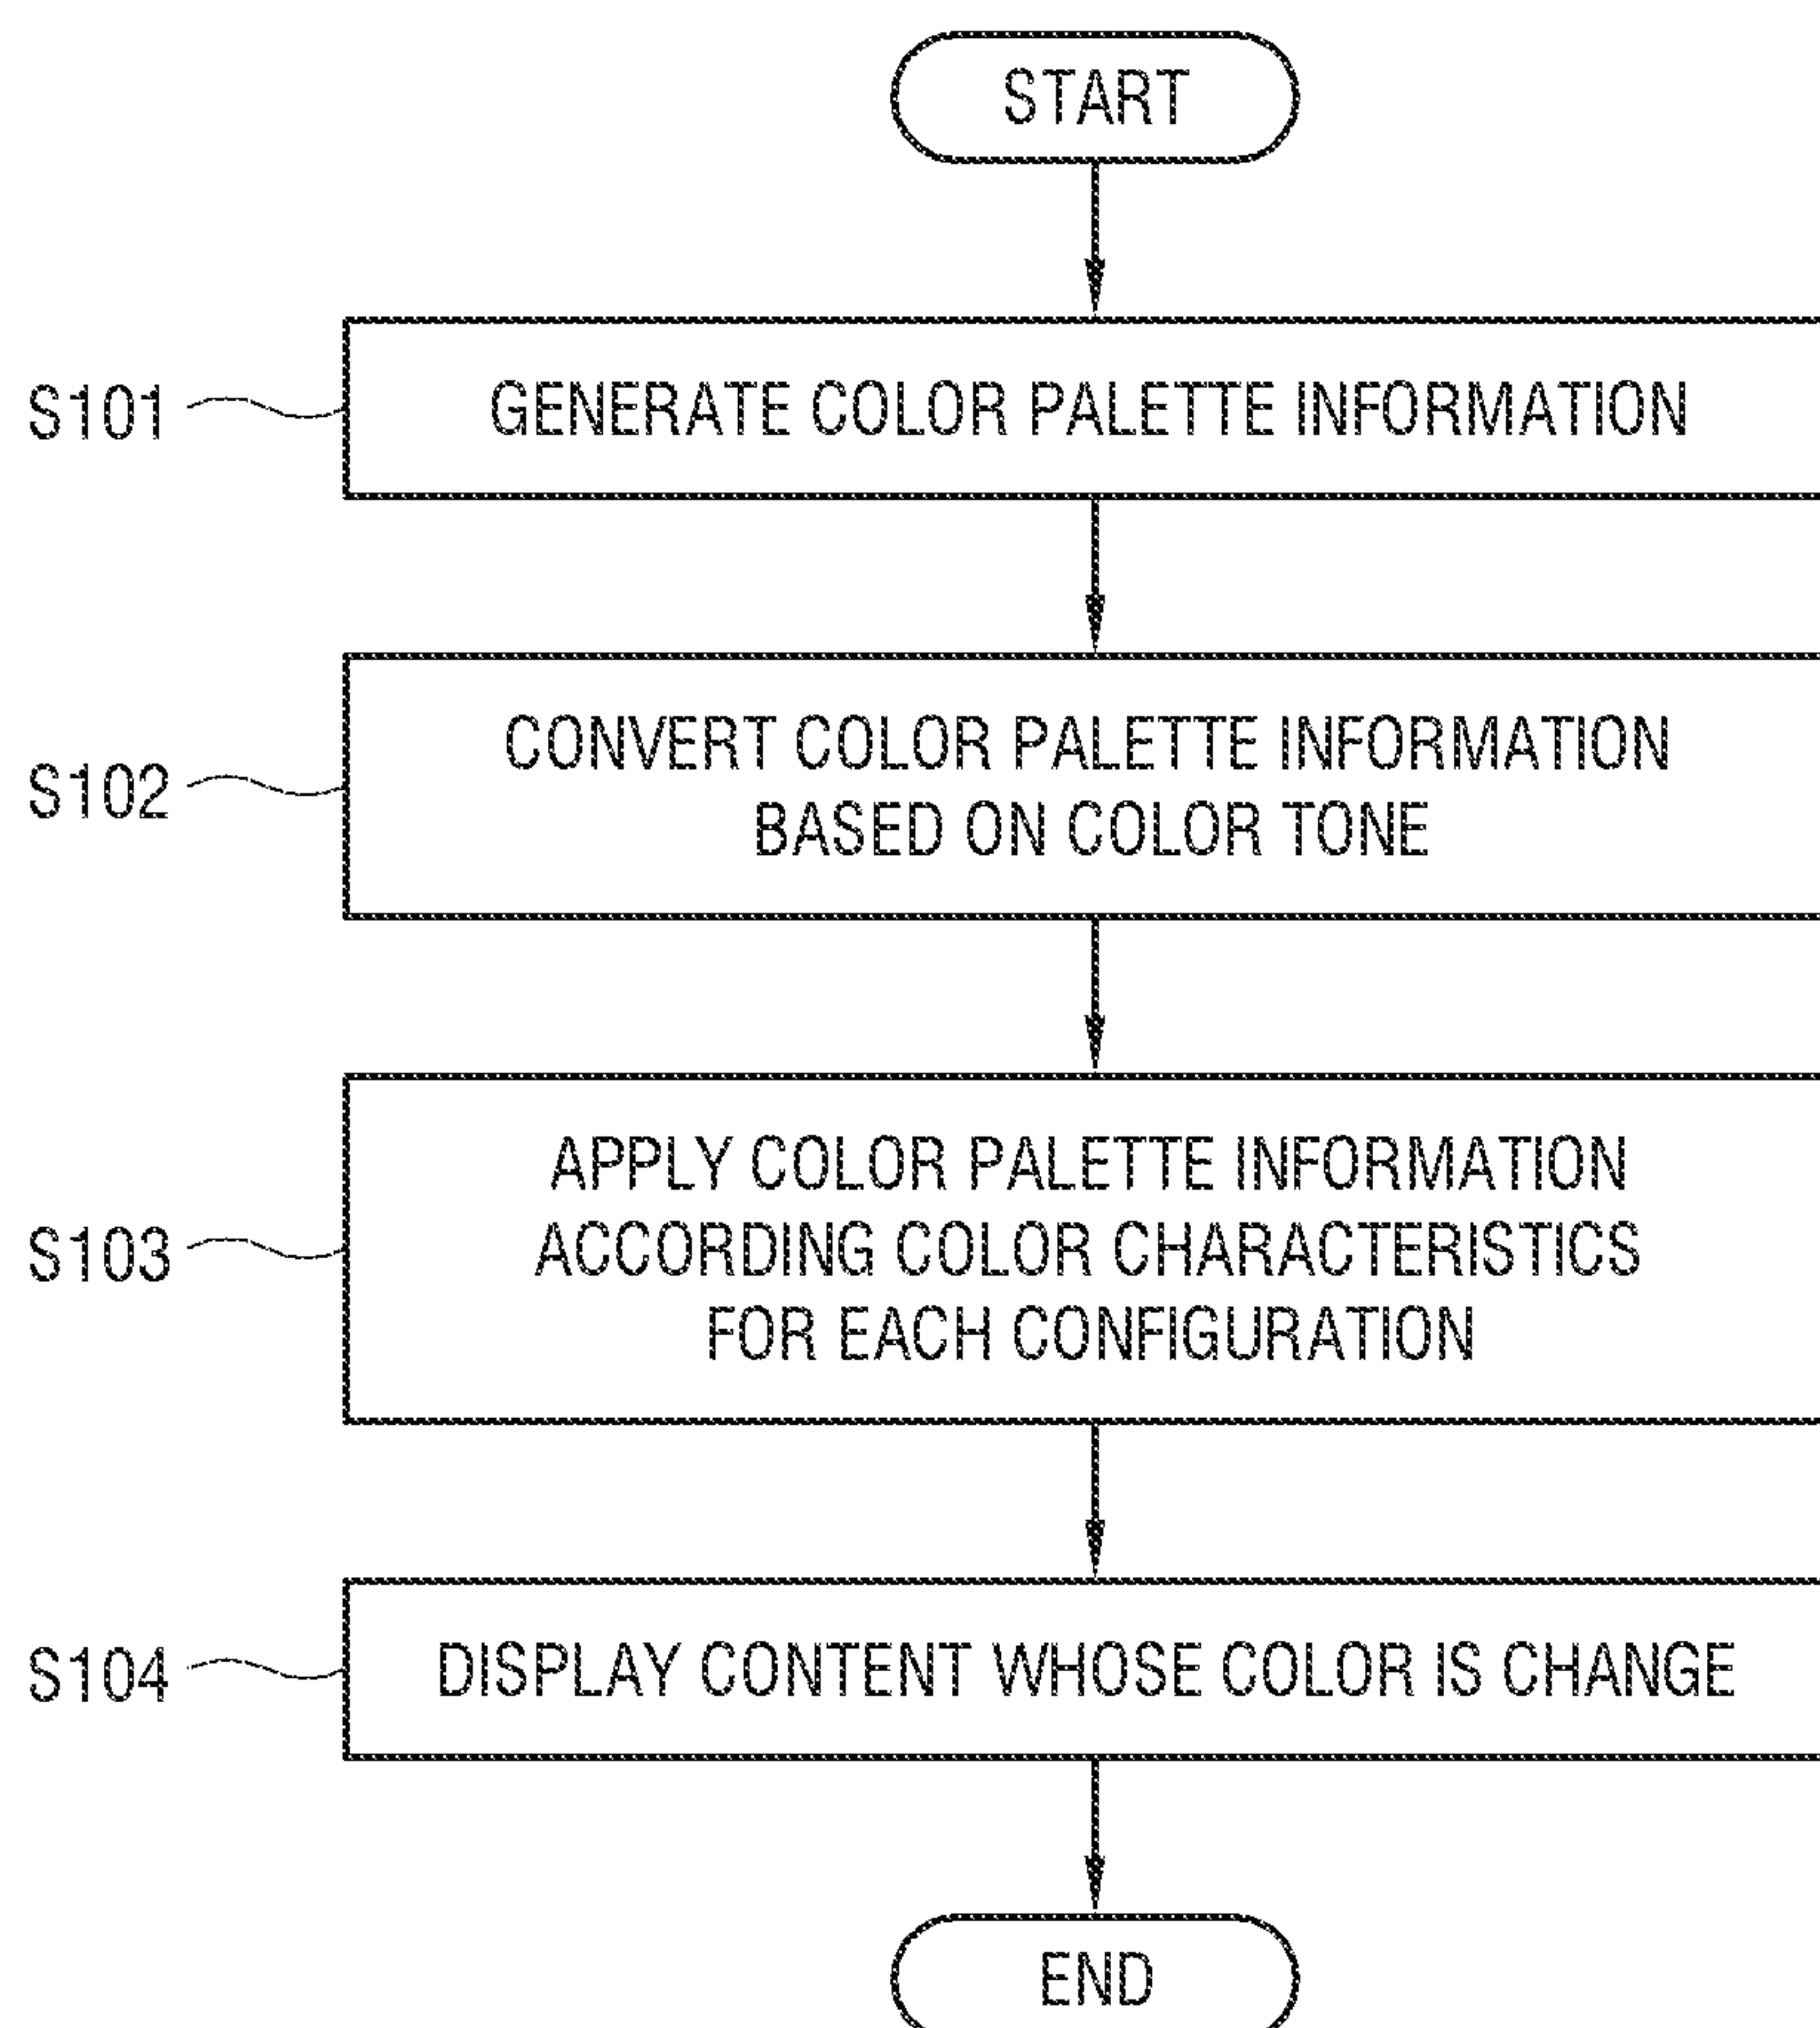 START
S101
GENERATE COLOR PALETTE INFORMATION
S102
CONVERT COLOR PALETTE INFORMATION
BASED ON COLOR TONE
S103
APPLY COLOR PALETTE INFORMATION
ACCORDING COLOR CHARACTERISTICS
FOR EACH CONFIGURATION
S104
DISPLAY CONTENT WHOSE COLOR IS CHANGE
END